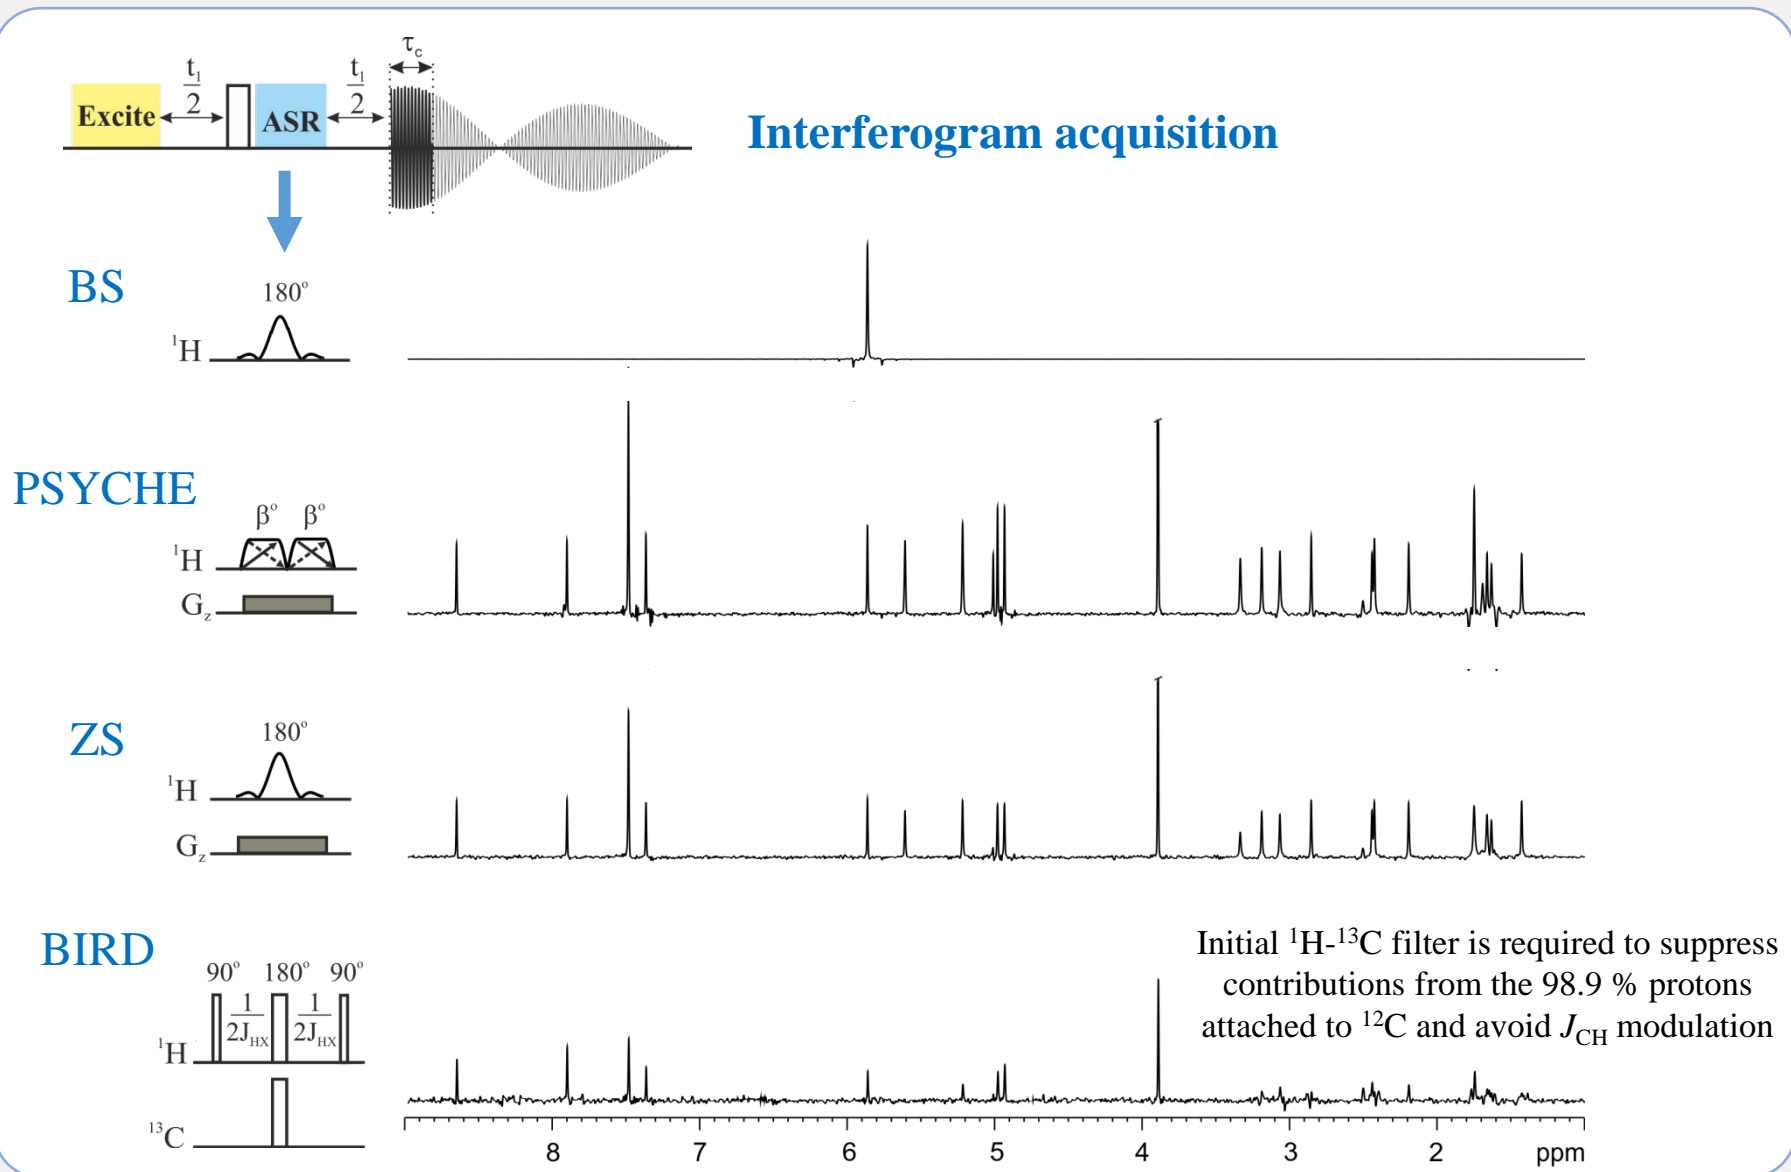 τc
t1
2
t1
2
Excite
ASR
Interferogram acquisition
BS
180°
1H
PSYCHE
β° β°
1H
Gz
ZS
180°
1H
Gz
BIRD
90° 180° 90°
1
2JHX
1
2JHX
1H
13C
Initial 1H-13C filter is required to suppress
contributions from the 98.9 % protons
attached to 12C and avoid JCH modulation
8 7 6 5 4 3 2 ppm